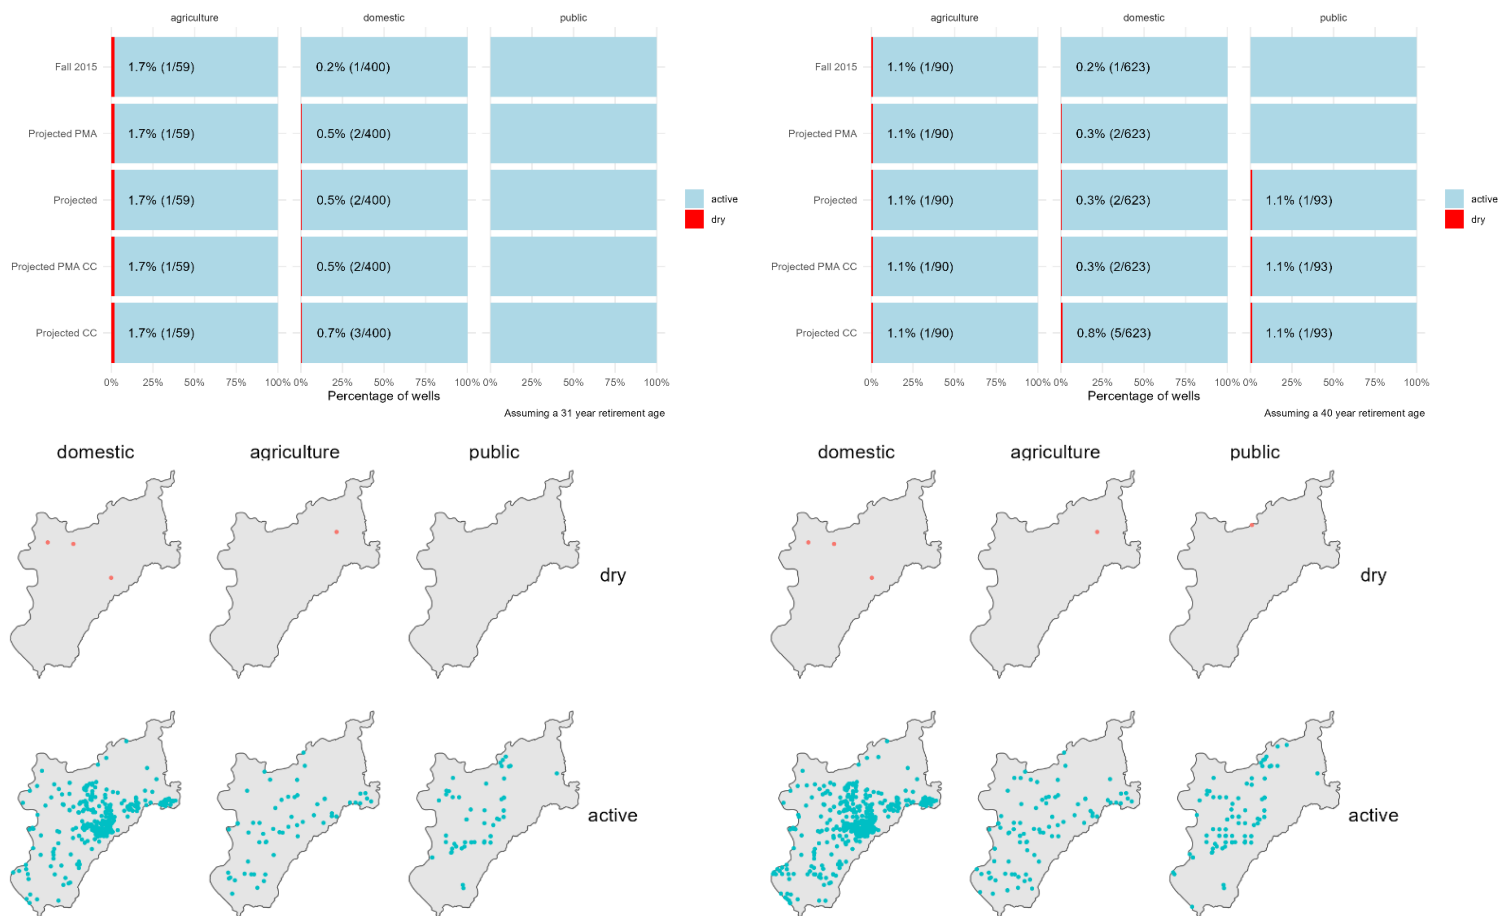 agriculture domestic public
Fall 2015 1.7% (1/59) 0.2% (1/400)
Projected PMA 1.7% (1/59) 0.5% (2/400)
Projected 1.7% (1/59) 0.5% (2/400)
Projected PMA CC 1.7% (1/59) 0.5% (2/400)
Projected CC 1.7% (1/59) 0.7% (3/400)
0% 25% 50% 75% 100% 0% 25% 50% 75% 100% 0% 25% 50% 75% 100%
Percentage of wells
Assuming a 31 year retirement age
active
dry
agriculture domestic public
Fall 2015 1.1% (1/90) 0.2% (1/623)
Projected PMA 1.1% (1/90) 0.3% (2/623)
Projected 1.1% (1/90) 0.3% (2/623) 1.1% (1/93)
Projected PMA CC 1.1% (1/90) 0.3% (2/623) 1.1% (1/93)
Projected CC 1.1% (1/90) 0.8% (5/623) 1.1% (1/93)
0% 25% 50% 75% 100% 0% 25% 50% 75% 100% 0% 25% 50% 75% 100%
Percentage of wells
Assuming a 40 year retirement age
active
dry
domestic agriculture public
dry
active
domestic agriculture public
dry
active